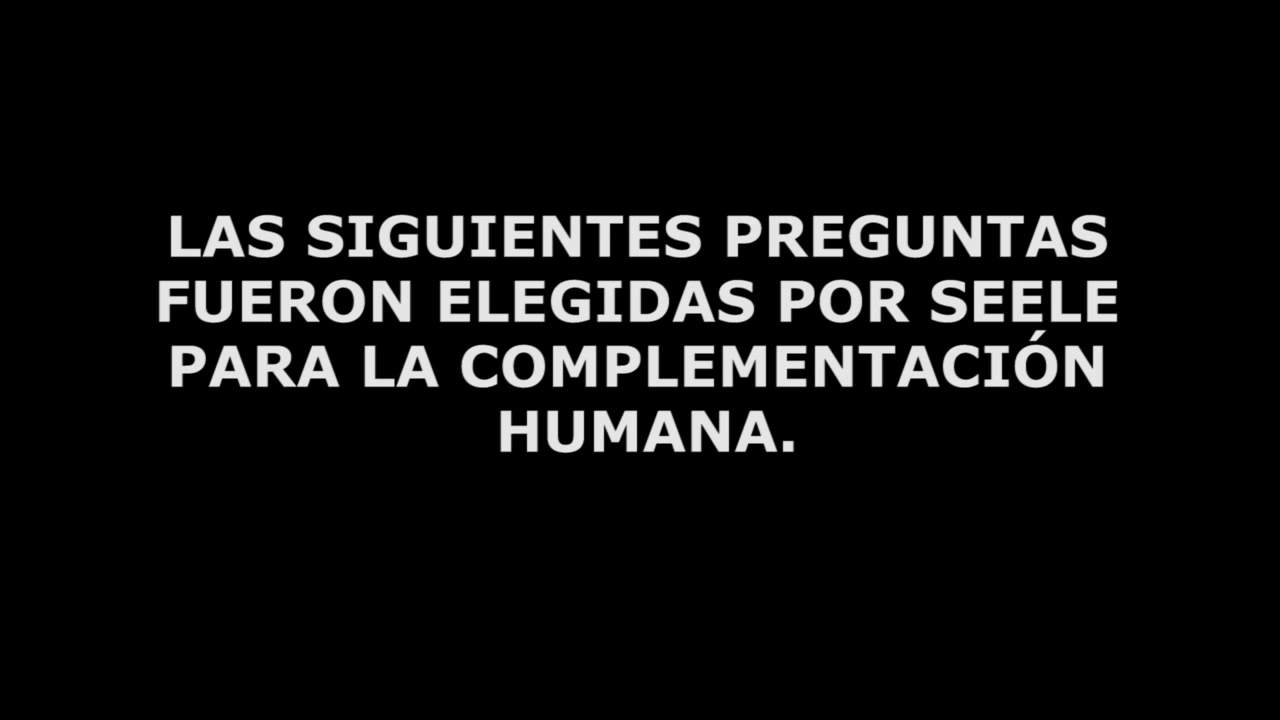 LAS SIGUIENTES PREGUNTAS
FUERON ELEGIDAS POR SEELE
PARA LA COMPLEMENTACIÓN
HUMANA.